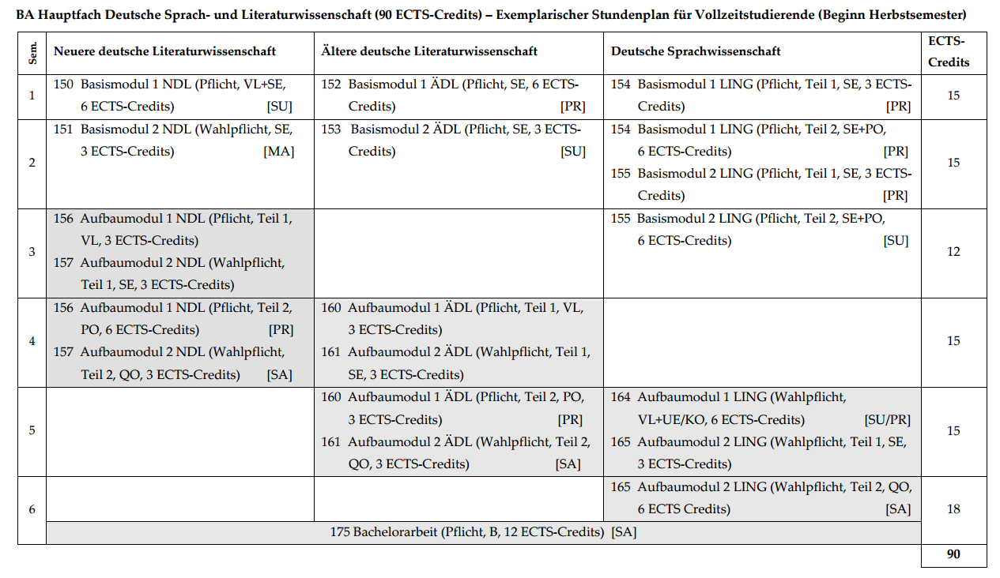 BA Hauptfach Deutsche Sprach- und Literaturwissenschaft (90 ECTS-Credits) – Exemplarischer Stundenplan für Vollzeitstudierende (Beginn Herbstsemester)
Sem.
Neuere deutsche Literaturwissenschaft
Ältere deutsche Literaturwissenschaft
Deutsche Sprachwissenschaft
ECTS-
Credits
1
150 Basismodul 1 NDL (Pflicht, VL+SE,
6 ECTS-Credits) [SU]
152 Basismodul 1 ÄDL (Pflicht, SE, 6 ECTS-
Credits) [PR]
154 Basismodul 1 LING (Pflicht, Teil 1, SE, 3 ECTS-
Credits) [PR]
15
2
151 Basismodul 2 NDL (Wahlpflicht, SE,
3 ECTS-Credits) [MA]
153 Basismodul 2 ÄDL (Pflicht, SE, 3 ECTS-
Credits) [SU]
154 Basismodul 1 LING (Pflicht, Teil 2, SE+PO,
6 ECTS-Credits) [PR]
155 Basismodul 2 LING (Pflicht, Teil 1, SE, 3 ECTS-
Credits) [PR]
15
3
156 Aufbaumodul 1 NDL (Pflicht, Teil 1,
VL, 3 ECTS-Credits)
157 Aufbaumodul 2 NDL (Wahlpflicht,
Teil 1, SE, 3 ECTS-Credits)
155 Basismodul 2 LING (Pflicht, Teil 2, SE+PO,
6 ECTS-Credits) [SU]
12
4
156 Aufbaumodul 1 NDL (Pflicht, Teil 2,
PO, 6 ECTS-Credits) [PR]
157 Aufbaumodul 2 NDL (Wahlpflicht,
Teil 2, QO, 3 ECTS-Credits) [SA]
160 Aufbaumodul 1 ÄDL (Pflicht, Teil 1, VL,
3 ECTS-Credits)
161 Aufbaumodul 2 ÄDL (Wahlpflicht, Teil 1,
SE, 3 ECTS-Credits)
15
5
160 Aufbaumodul 1 ÄDL (Pflicht, Teil 2, PO,
3 ECTS-Credits) [PR]
161 Aufbaumodul 2 ÄDL (Wahlpflicht, Teil 2,
QO, 3 ECTS-Credits) [SA]
164 Aufbaumodul 1 LING (Wahlpflicht,
VL+UE/KO, 6 ECTS-Credits) [SU/PR]
165 Aufbaumodul 2 LING (Wahlpflicht, Teil 1, SE,
3 ECTS-Credits)
15
6
165 Aufbaumodul 2 LING (Wahlpflicht, Teil 2, QO,
6 ECTS Credits) [SA]
18
175 Bachelorarbeit (Pflicht, B, 12 ECTS-Credits) [SA]
90